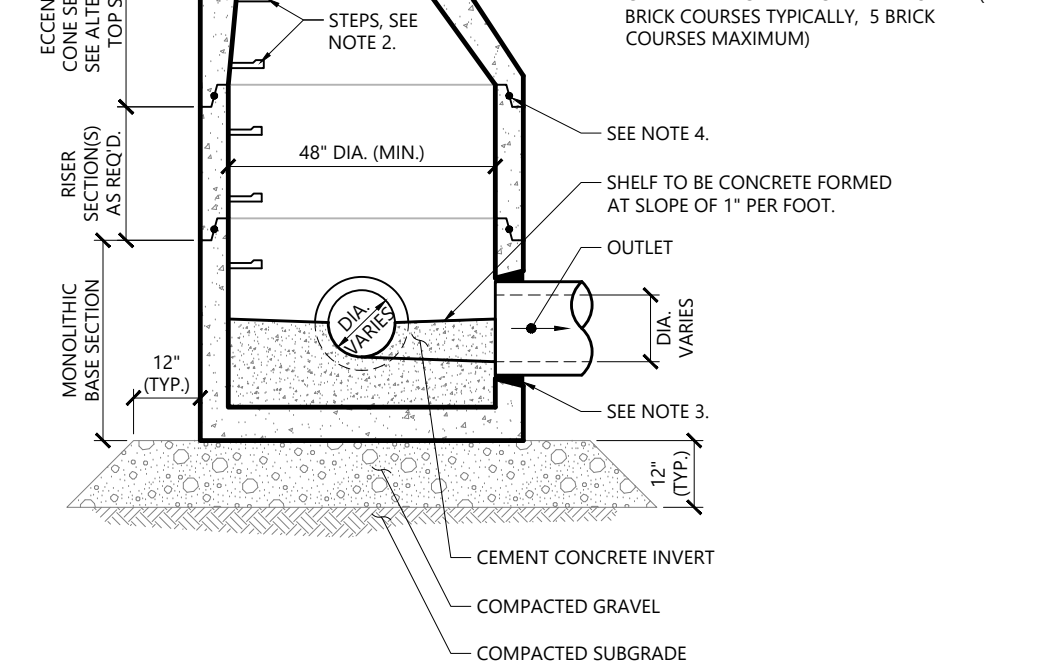 BRICK COURSES TYPICALLY, 5 BRICK
COURSES MAXIMUM)
STEPS, SEE
NOTE 2.
ECCEN
CONE SE
SEE ALTE
TOP S
SEE NOTE 4.
RISER
SECTION(S)
AS REQ'D.
48" DIA. (MIN.)
SHELF TO BE CONCRETE FORMED
AT SLOPE OF 1" PER FOOT.
OUTLET
MONOLITHIC
BASE SECTION
12"
(TYP.)
DIA.
VARIES
DIA.
VARIES
SEE NOTE 3.
12"
(TYP.)
CEMENT CONCRETE INVERT
COMPACTED GRAVEL
COMPACTED SUBGRADE